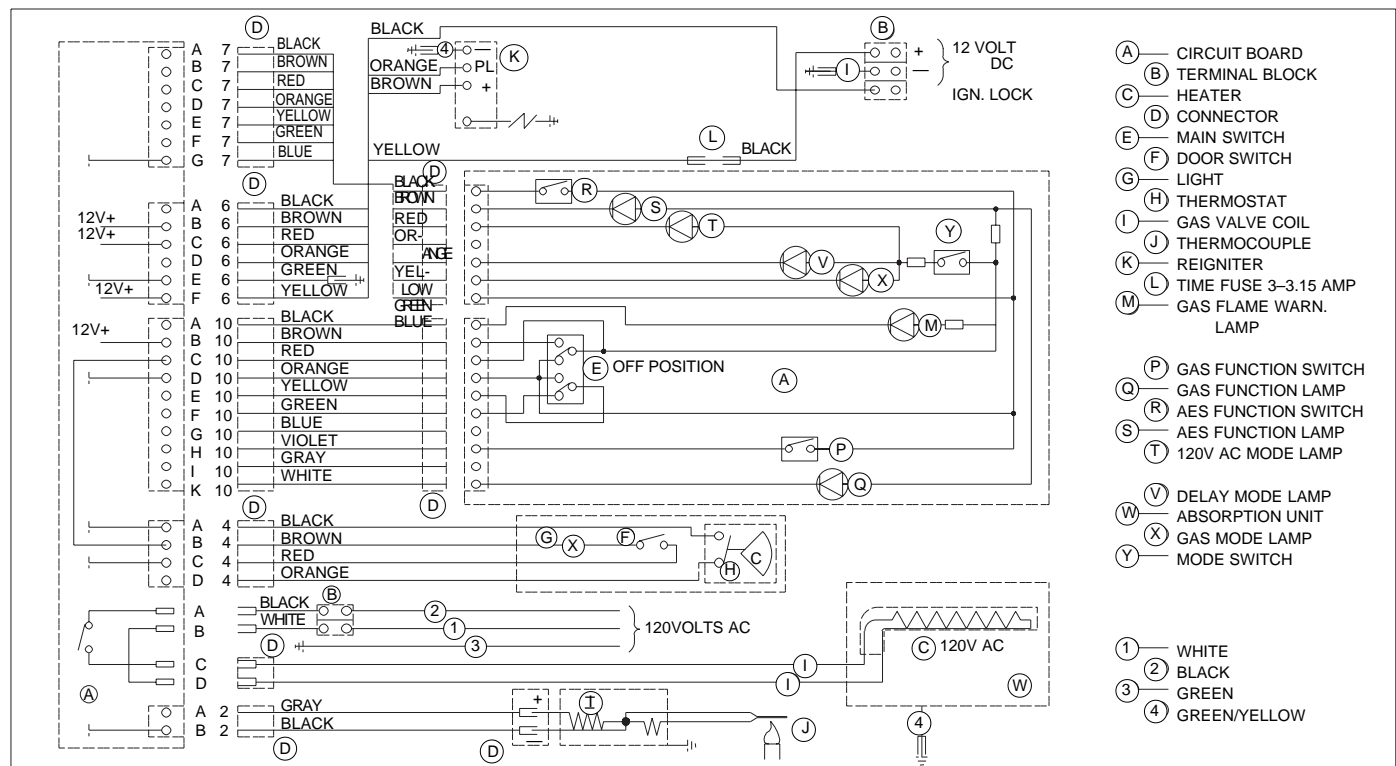 D
A 7 BLACK
B 7 BROWN
C 7 RED
D 7 ORANGE
E 7 YELLOW
F 7 GREEN
G 7 BLUE
BLACK
4 —
ORANGE PL K
BROWN +
YELLOW
L
BLACK
B
+ 12 VOLT
I — DC
IGN. LOCK
D
A 6 BLACK
12V+ B 6 BROWN
12V+ C 6 RED
D 6 ORANGE
E 6 GREEN
12V+ F 6 YELLOW
D
BLACK
BROWN
RED
OR-
ANGE
YEL-
LOW
GREEN
BLUE
R
S
T
Y
V
X
M
E OFF POSITION
A
P
Q
A 10 BLACK
12V+ B 10 BROWN
C 10 RED
D 10 ORANGE
E 10 YELLOW
F 10 GREEN
G 10 BLUE
H 10 VIOLET
I 10 GRAY
K 10 WHITE
D
D
A 4 BLACK
B 4 BROWN
C 4 RED
D 4 ORANGE
G X F
H C
A BLACK B 2
B WHITE 1
120VOLTS AC
D 3
C I
D I
A
C 120V AC
W
4
A 2 GRAY
B 2 BLACK
D
D
+
—
I
J
A CIRCUIT BOARD
B TERMINAL BLOCK
C HEATER
D CONNECTOR
E MAIN SWITCH
F DOOR SWITCH
G LIGHT
H THERMOSTAT
I GAS VALVE COIL
J THERMOCOUPLE
K REIGNITER
L TIME FUSE 3–3.15 AMP
M GAS FLAME WARN.
LAMP
P GAS FUNCTION SWITCH
Q GAS FUNCTION LAMP
R AES FUNCTION SWITCH
S AES FUNCTION LAMP
T 120V AC MODE LAMP
V DELAY MODE LAMP
W ABSORPTION UNIT
X GAS MODE LAMP
Y MODE SWITCH
1 WHITE
2 BLACK
3 GREEN
4 GREEN/YELLOW